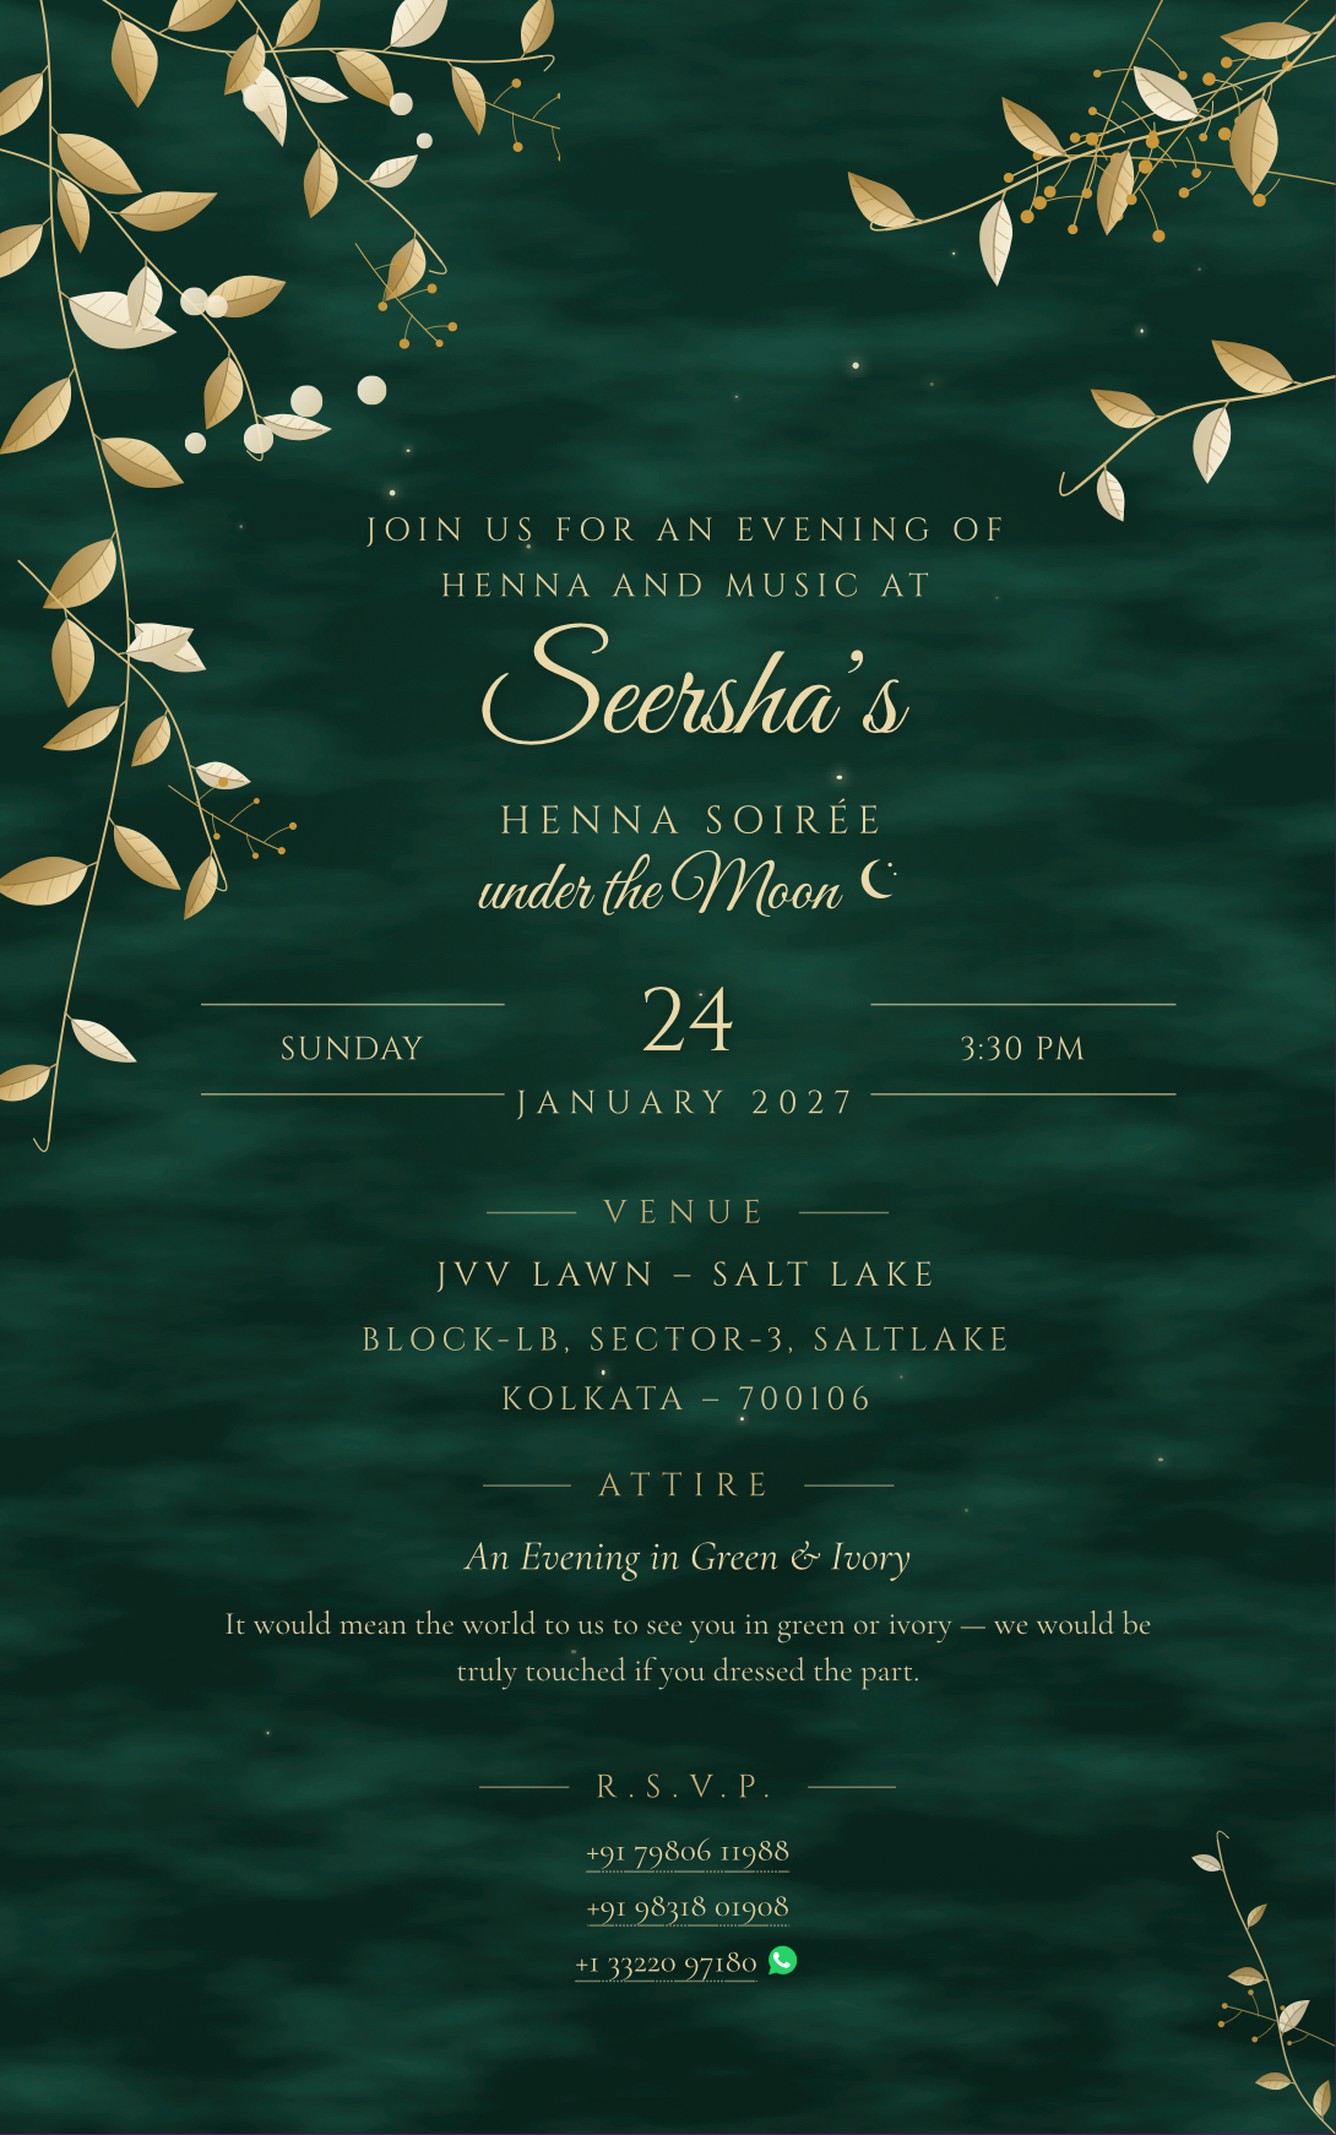 JOIN US FOR AN EVENING OF
HENNA AND MUSIC AT
Seersha's
HENNA SOIRÉE
under the Moon
24
SUNDAY
3:30 PM
JANUARY 2027
VENUE
JVV LAWN – SALT LAKE
BLOCK-LB, SECTOR-3, SALTLAKE
KOLKATA – 700106
ATTIRE
An Evening in Green & Ivory
It would mean the world to us to see you in green or ivory — we would be
truly touched if you dressed the part.
R.S.V.P.
+91 79806 11988
+91 98318 01908
+1 33220 97180